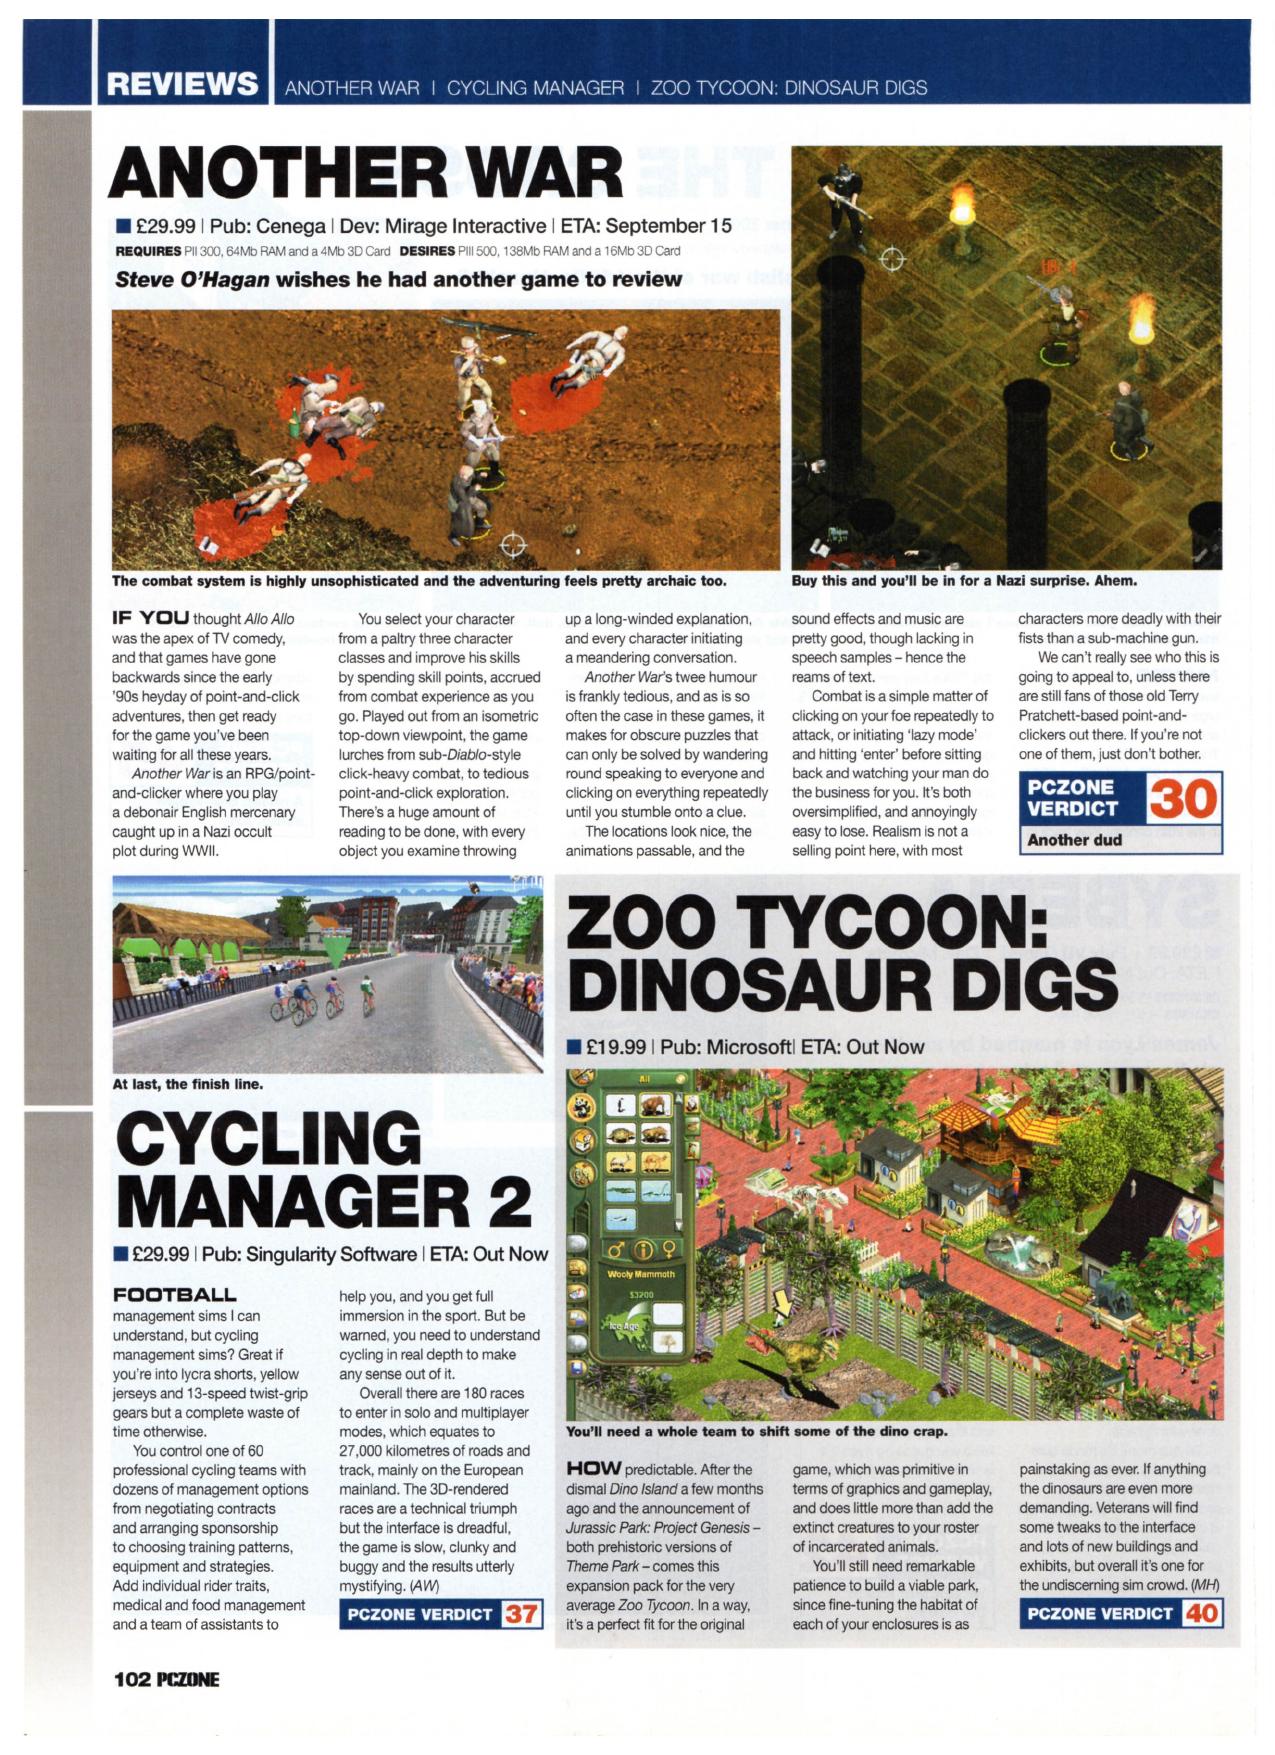 REVIEWS
ANOTHER WAR | CYCLING MANAGER | ZOO TYCOON: DINOSAUR DIGS
ANOTHER WAR
■ £29.99 | Pub: Cenega | Dev: Mirage Interactive | ETA: September 15
REQUIRES PII 300, 64Mb RAM and a 4Mb 3D Card DESIRES PIII 500, 138Mb RAM and a 16Mb 3D Card
Steve O'Hagan wishes he had another game to review
The combat system is highly unsophisticated and the adventuring feels pretty archaic too.
Buy this and you'll be in for a Nazi surprise. Ahem.
IF YOU thought Allo Allo
was the apex of TV comedy,
and that games have gone
backwards since the early
'90s heyday of point-and-click
adventures, then get ready
for the game you've been
waiting for all these years.
Another War is an RPG/point-
and-clicker where you play
a debonair English mercenary
caught up in a Nazi occult
plot during WWII.
You select your character
from a paltry three character
classes and improve his skills
by spending skill points, accrued
from combat experience as you
go. Played out from an isometric
top-down viewpoint, the game
lurches from sub-Diablo-style
click-heavy combat, to tedious
point-and-click exploration.
There's a huge amount of
reading to be done, with every
object you examine throwing
up a long-winded explanation,
and every character initiating
a meandering conversation.
Another War's twee humour
is frankly tedious, and as is so
often the case in these games, it
makes for obscure puzzles that
can only be solved by wandering
round speaking to everyone and
clicking on everything repeatedly
until you stumble onto a clue.
The locations look nice, the
animations passable, and the
sound effects and music are
pretty good, though lacking in
speech samples – hence the
reams of text.
Combat is a simple matter of
clicking on your foe repeatedly to
attack, or initiating 'lazy mode'
and hitting 'enter' before sitting
back and watching your man do
the business for you. It's both
oversimplified, and annoyingly
easy to lose. Realism is not a
selling point here, with most
characters more deadly with their
fists than a sub-machine gun.
We can't really see who this is
going to appeal to, unless there
are still fans of those old Terry
Pratchett-based point-and-
clickers out there. If you're not
one of them, just don't bother.
PCZONE
VERDICT 30
Another dud
At last, the finish line.
CYCLING
MANAGER 2
■ £29.99 | Pub: Singularity Software | ETA: Out Now
FOOTBALL
management sims I can
understand, but cycling
management sims? Great if
you're into lycra shorts, yellow
jerseys and 13-speed twist-grip
gears but a complete waste of
time otherwise.
You control one of 60
professional cycling teams with
dozens of management options
from negotiating contracts
and arranging sponsorship
to choosing training patterns,
equipment and strategies.
Add individual rider traits,
medical and food management
and a team of assistants to
help you, and you get full
immersion in the sport. But be
warned, you need to understand
cycling in real depth to make
any sense out of it.
Overall there are 180 races
to enter in solo and multiplayer
modes, which equates to
27,000 kilometres of roads and
track, mainly on the European
mainland. The 3D-rendered
races are a technical triumph
but the interface is dreadful,
the game is slow, clunky and
buggy and the results utterly
mystifying. (AW)
PCZONE VERDICT 37
ZOO TYCOON:
DINOSAUR DIGS
■ £19.99 | Pub: Microsoft| ETA: Out Now
All
Wooly Mammoth
$3200
Ice Age
You'll need a whole team to shift some of the dino crap.
HOW predictable. After the
dismal Dino Island a few months
ago and the announcement of
Jurassic Park: Project Genesis –
both prehistoric versions of
Theme Park – comes this
expansion pack for the very
average Zoo Tycoon. In a way,
it's a perfect fit for the original
game, which was primitive in
terms of graphics and gameplay,
and does little more than add the
extinct creatures to your roster
of incarcerated animals.
You'll still need remarkable
patience to build a viable park,
since fine-tuning the habitat of
each of your enclosures is as
painstaking as ever. If anything
the dinosaurs are even more
demanding. Veterans will find
some tweaks to the interface
and lots of new buildings and
exhibits, but overall it's one for
the undiscerning sim crowd. (MH)
PCZONE VERDICT 40
102 PCZONE